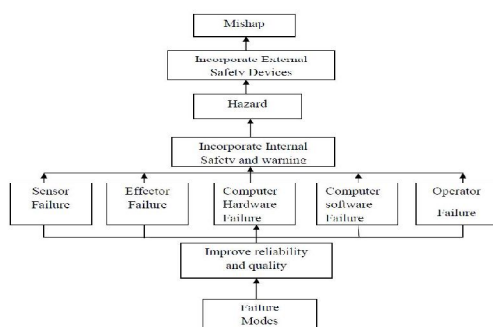 Mishap
Incorporate External
Safety Devices
Hazard
Incorporate Internal
Safety and warning
Sensor
Failure
Effector
Failure
Computer
Hardware
Failure
Computer
software
Failure
Operator
Failure
Improve reliability
and quality
Failure
Modes